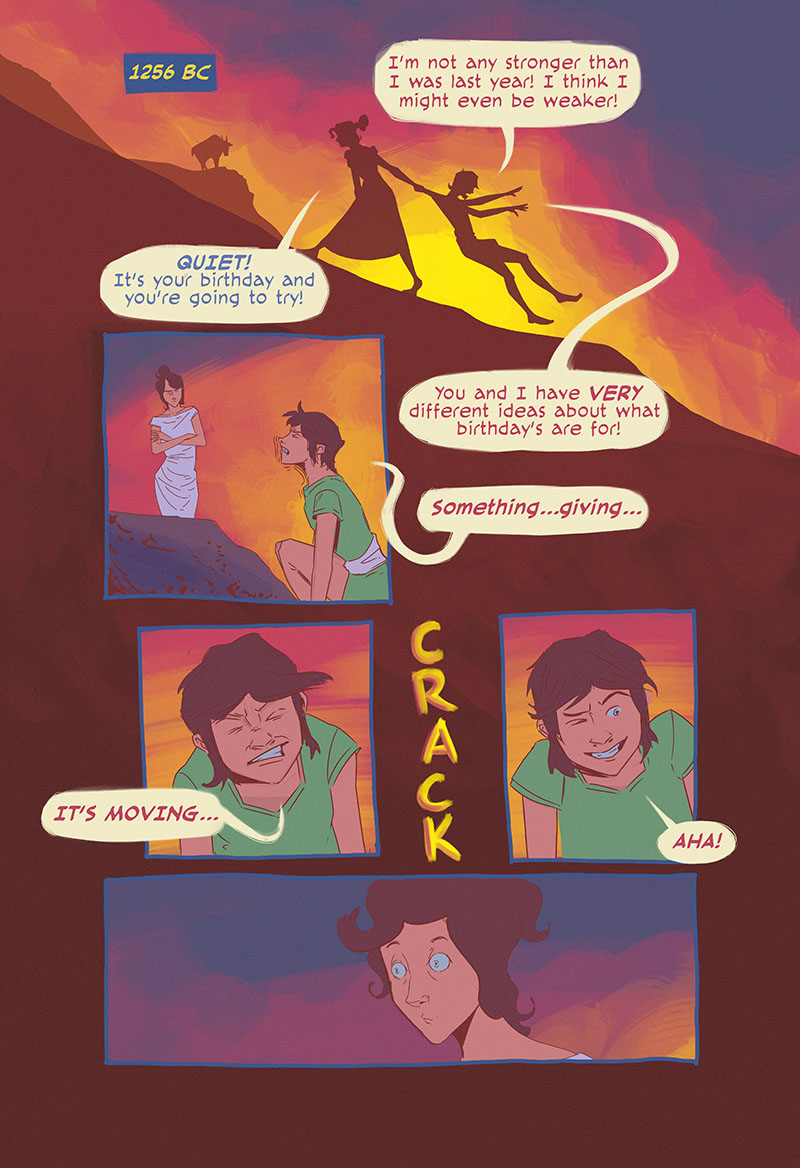 1256 BC
I'm not any stronger than
I was last year! I think I
might even be weaker!
QUIET!
It's your birthday and
you're going to try!
You and I have VERY
different ideas about what
birthday's are for!
Something...giving...
IT'S MOVING...
CRACK
AHA!